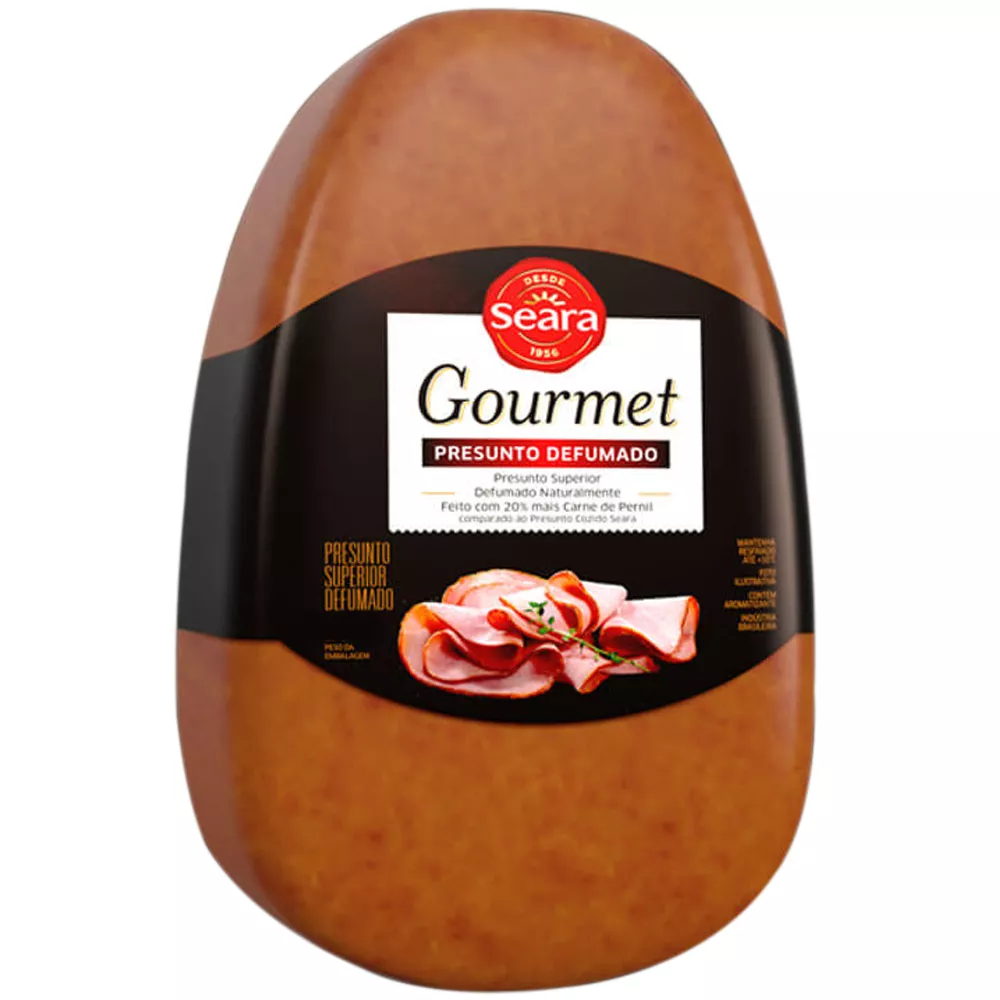 DESDE
Seara
1956
Gourmet
PRESUNTO DEFUMADO
Presunto Superior
Defumado Naturalmente
Feito com 20% mais Carne de Pernil
comparado ao Presunto Cozido Seara
PRESUNTO
SUPERIOR
DEFUMADO
PESO DA
EMBALAGEM
MANTENHA
RESFRIADO
ATÉ
FOTO
ILUSTRATIVA
CONTÉM
AROMATIZANTE
INDÚSTRIA
BRASILEIRA